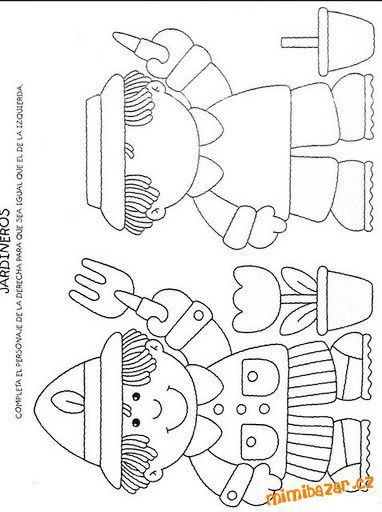 JARDINEROS
COMPLETA EL PERSONAJE DE LA DERECHA PARA QUE SEA IGUAL QUE EL DE LA IZQUIERDA.
mimibazar.cz